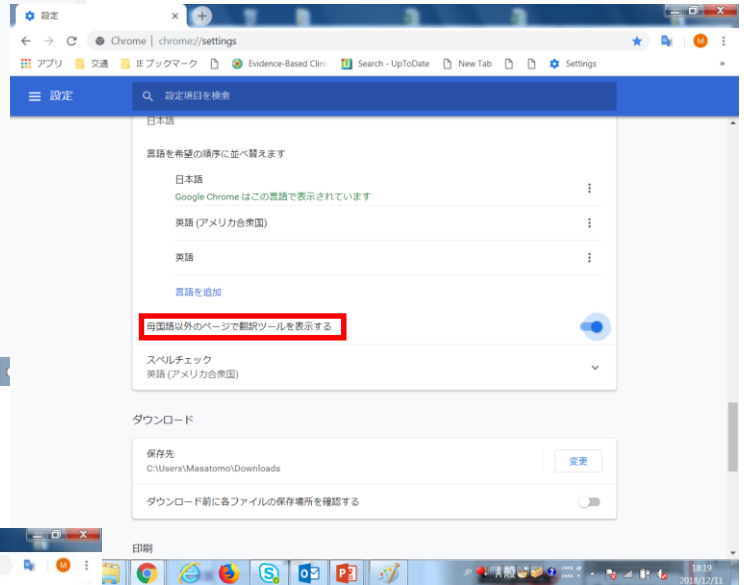 設定
Chrome | chrome://settings
アプリ 交通 IE ブックマーク Evidence-Based Clini Search - UpToDate New Tab Settings »
設定 設定項目を検索
日本語
言語を希望の順序に並べ替えます
日本語
Google Chrome はこの言語で表示されています
英語 (アメリカ合衆国)
英語
言語を追加
母国語以外のページで翻訳ツールを表示する
スペルチェック
英語 (アメリカ合衆国)
ダウンロード
保存先
C:\Users\Masatomo\Downloads
変更
ダウンロード前に各ファイルの保存場所を確認する
印刷
A 般
18:19
2018/12/11